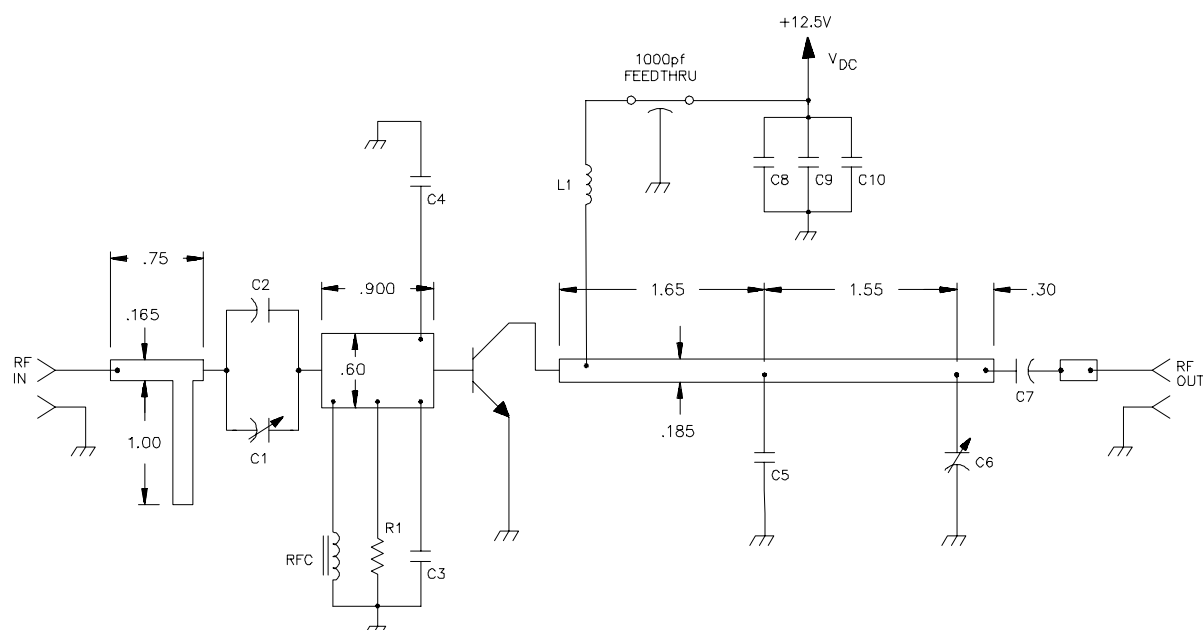 +12.5V
1000pf
FEEDTHRU
V DC
C4
L1
C8
C9
C10
.75
C2
.900
1.65
1.55
.30
.165
RF
IN
.60
RF
OUT
C7
1.00
C1
.185
C5
C6
RFC
R1
C3